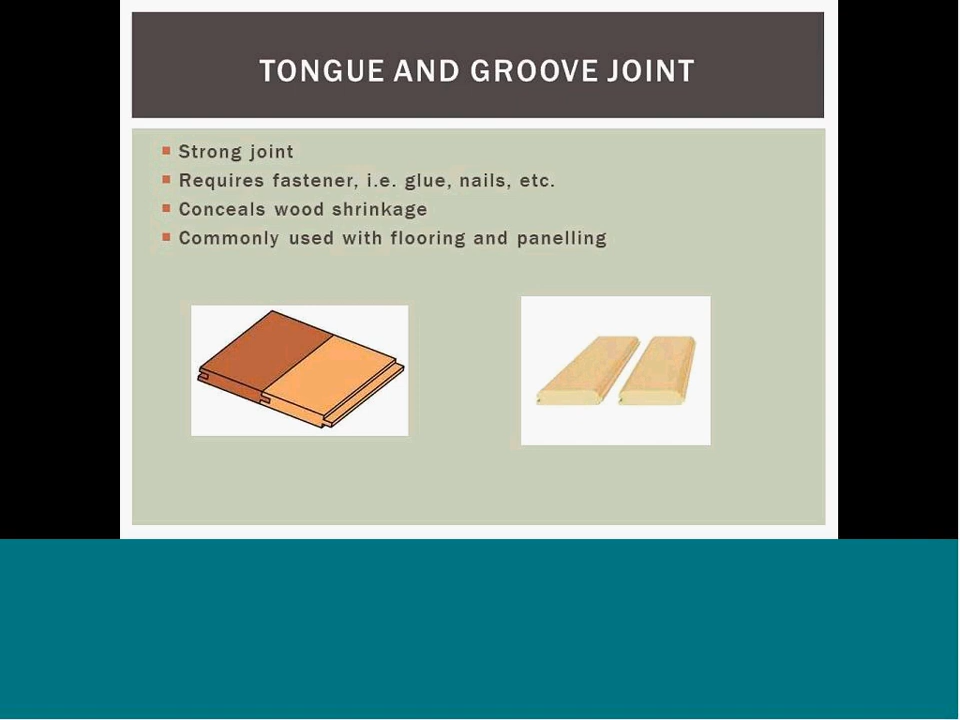 TONGUE AND GROOVE JOINT
Strong joint
Requires fastener, i.e. glue, nails, etc.
Conceals wood shrinkage
Commonly used with flooring and panelling